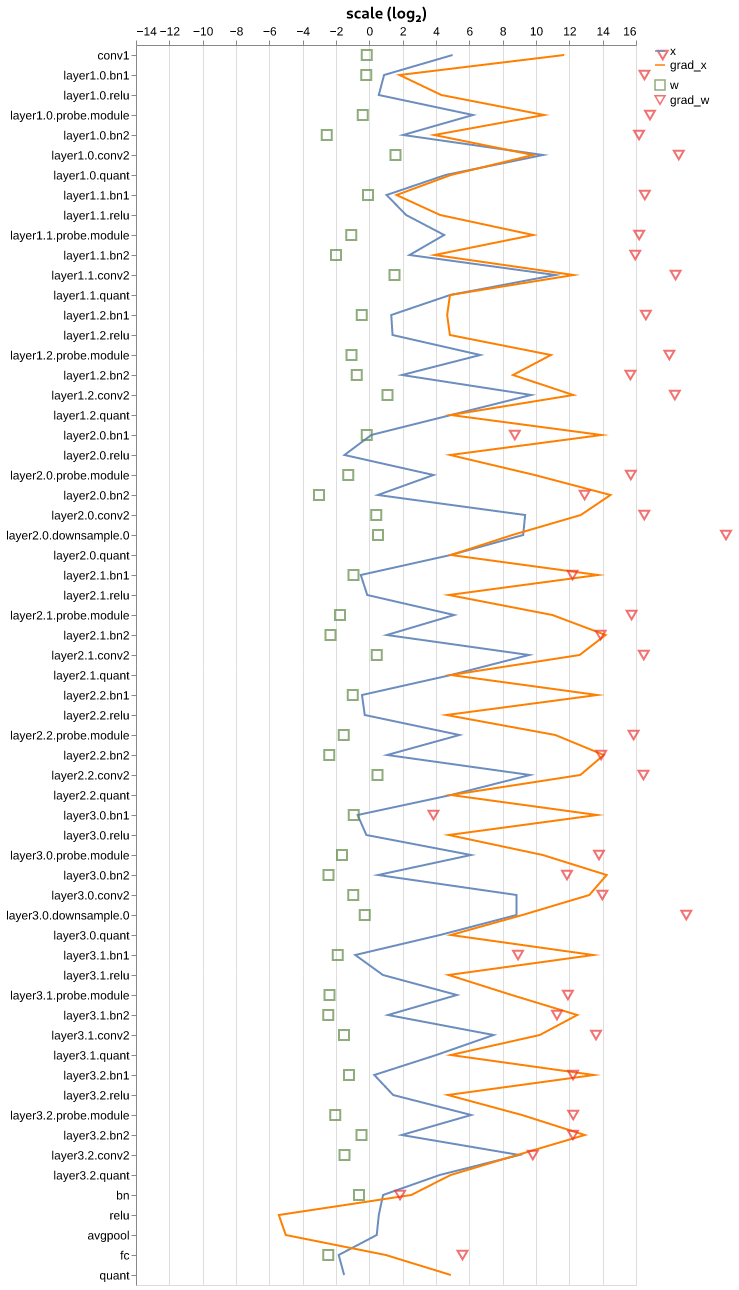 scale (log₂)
−14 −12 −10 −8 −6 −4 −2 0 2 4 6 8 10 12 14 16
x
grad_x
w
grad_w
conv1
layer1.0.bn1
layer1.0.relu
layer1.0.probe.module
layer1.0.bn2
layer1.0.conv2
layer1.0.quant
layer1.1.bn1
layer1.1.relu
layer1.1.probe.module
layer1.1.bn2
layer1.1.conv2
layer1.1.quant
layer1.2.bn1
layer1.2.relu
layer1.2.probe.module
layer1.2.bn2
layer1.2.conv2
layer1.2.quant
layer2.0.bn1
layer2.0.relu
layer2.0.probe.module
layer2.0.bn2
layer2.0.conv2
layer2.0.downsample.0
layer2.0.quant
layer2.1.bn1
layer2.1.relu
layer2.1.probe.module
layer2.1.bn2
layer2.1.conv2
layer2.1.quant
layer2.2.bn1
layer2.2.relu
layer2.2.probe.module
layer2.2.bn2
layer2.2.conv2
layer2.2.quant
layer3.0.bn1
layer3.0.relu
layer3.0.probe.module
layer3.0.bn2
layer3.0.conv2
layer3.0.downsample.0
layer3.0.quant
layer3.1.bn1
layer3.1.relu
layer3.1.probe.module
layer3.1.bn2
layer3.1.conv2
layer3.1.quant
layer3.2.bn1
layer3.2.relu
layer3.2.probe.module
layer3.2.bn2
layer3.2.conv2
layer3.2.quant
bn
relu
avgpool
fc
quant